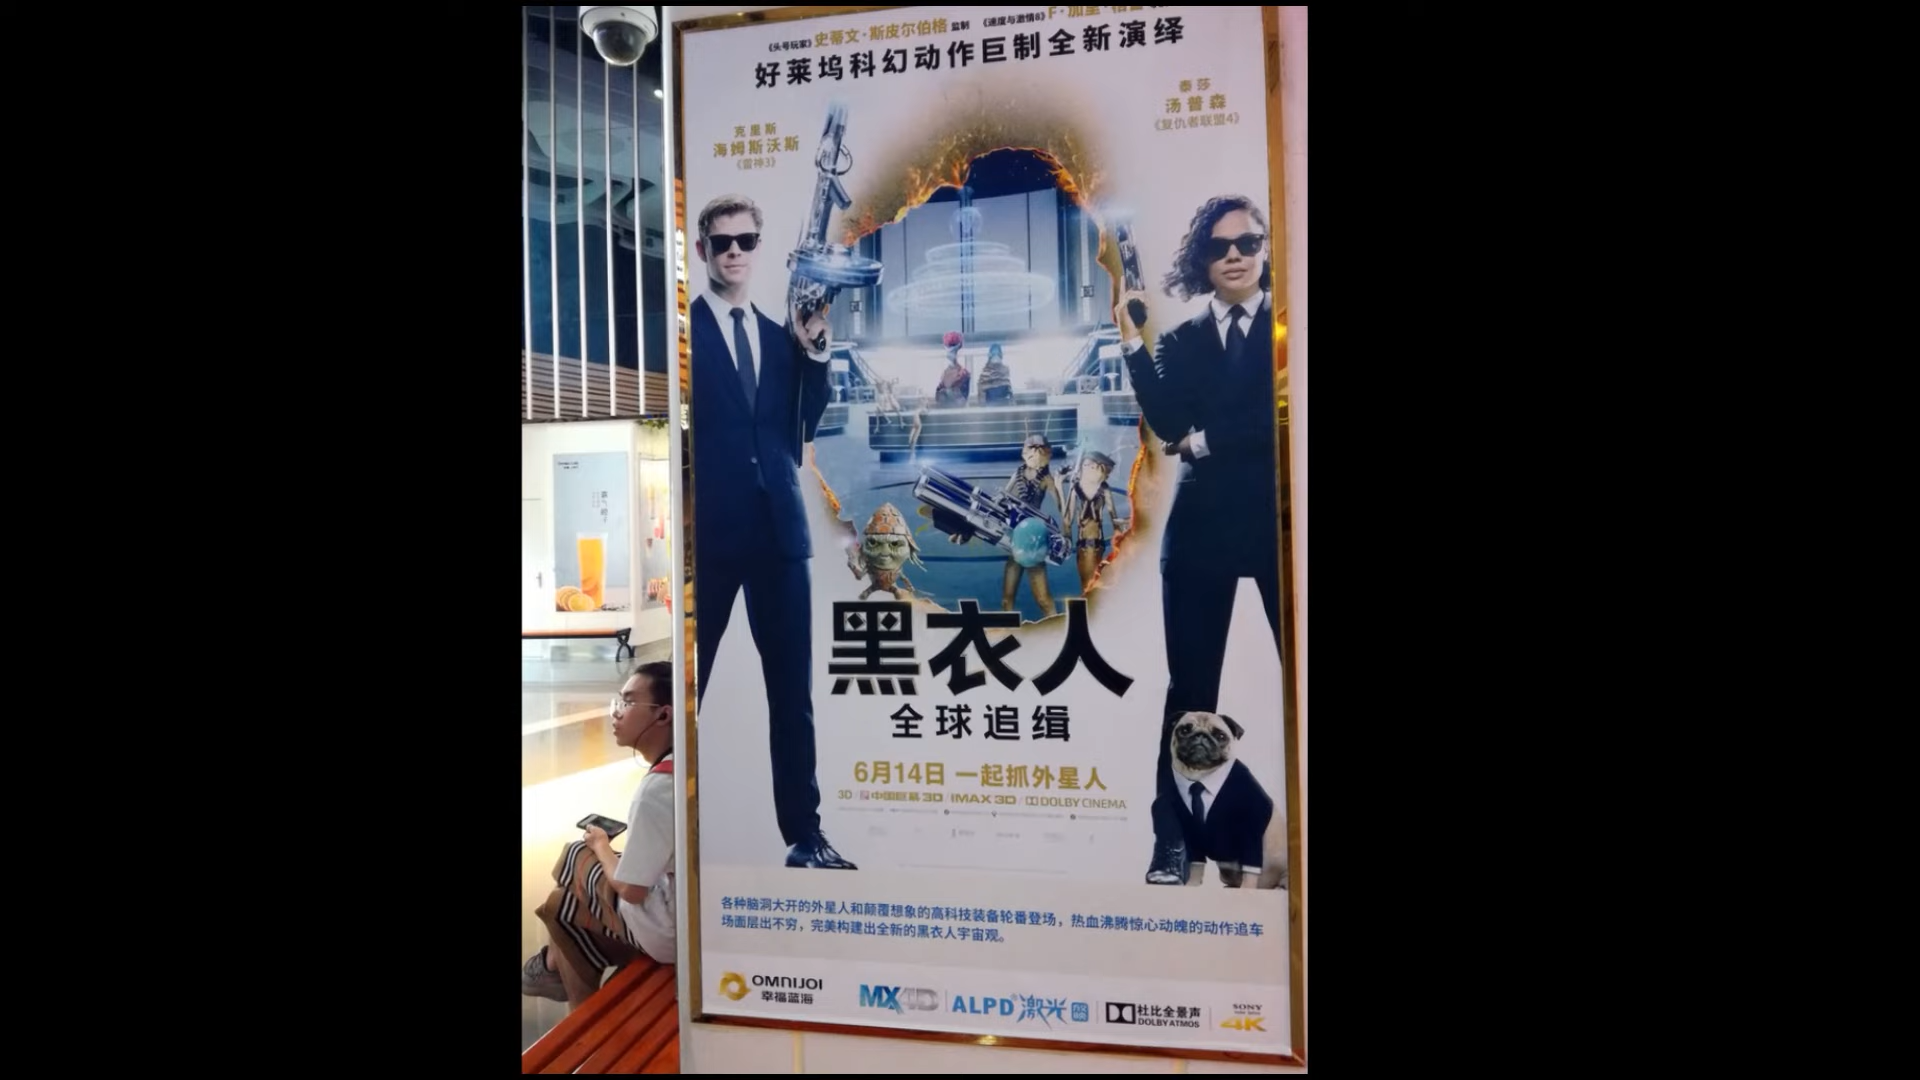 《头号玩家》史蒂文·斯皮尔伯格 监制 《速度与激情8》F·加里·格雷
好莱坞科幻动作巨制全新演绎
克里斯
海姆斯沃斯
《雷神3》
泰莎
汤普森
《复仇者联盟4》
黑衣人
全球追缉
6月14日 一起抓外星人
3D / 中国巨幕3D / IMAX 3D / DOLBY CINEMA
各种脑洞大开的外星人和颠覆想象的高科技装备轮番登场，热血沸腾惊心动魄的动作追车
场面层出不穷，完美构建出全新的黑衣人宇宙观。
OMNIJOI
幸福蓝海
MX4D
ALPD®激光
杜比全景声
DOLBY ATMOS
SONY
4K